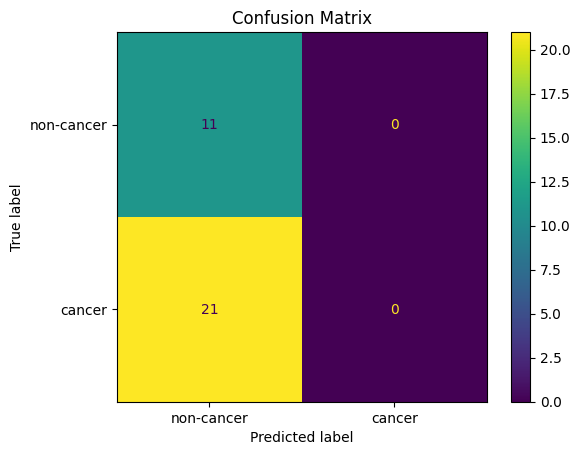 Confusion Matrix
non-cancer
11
0
cancer
21
0
non-cancer
cancer
Predicted label
True label
20.0
17.5
15.0
12.5
10.0
7.5
5.0
2.5
0.0